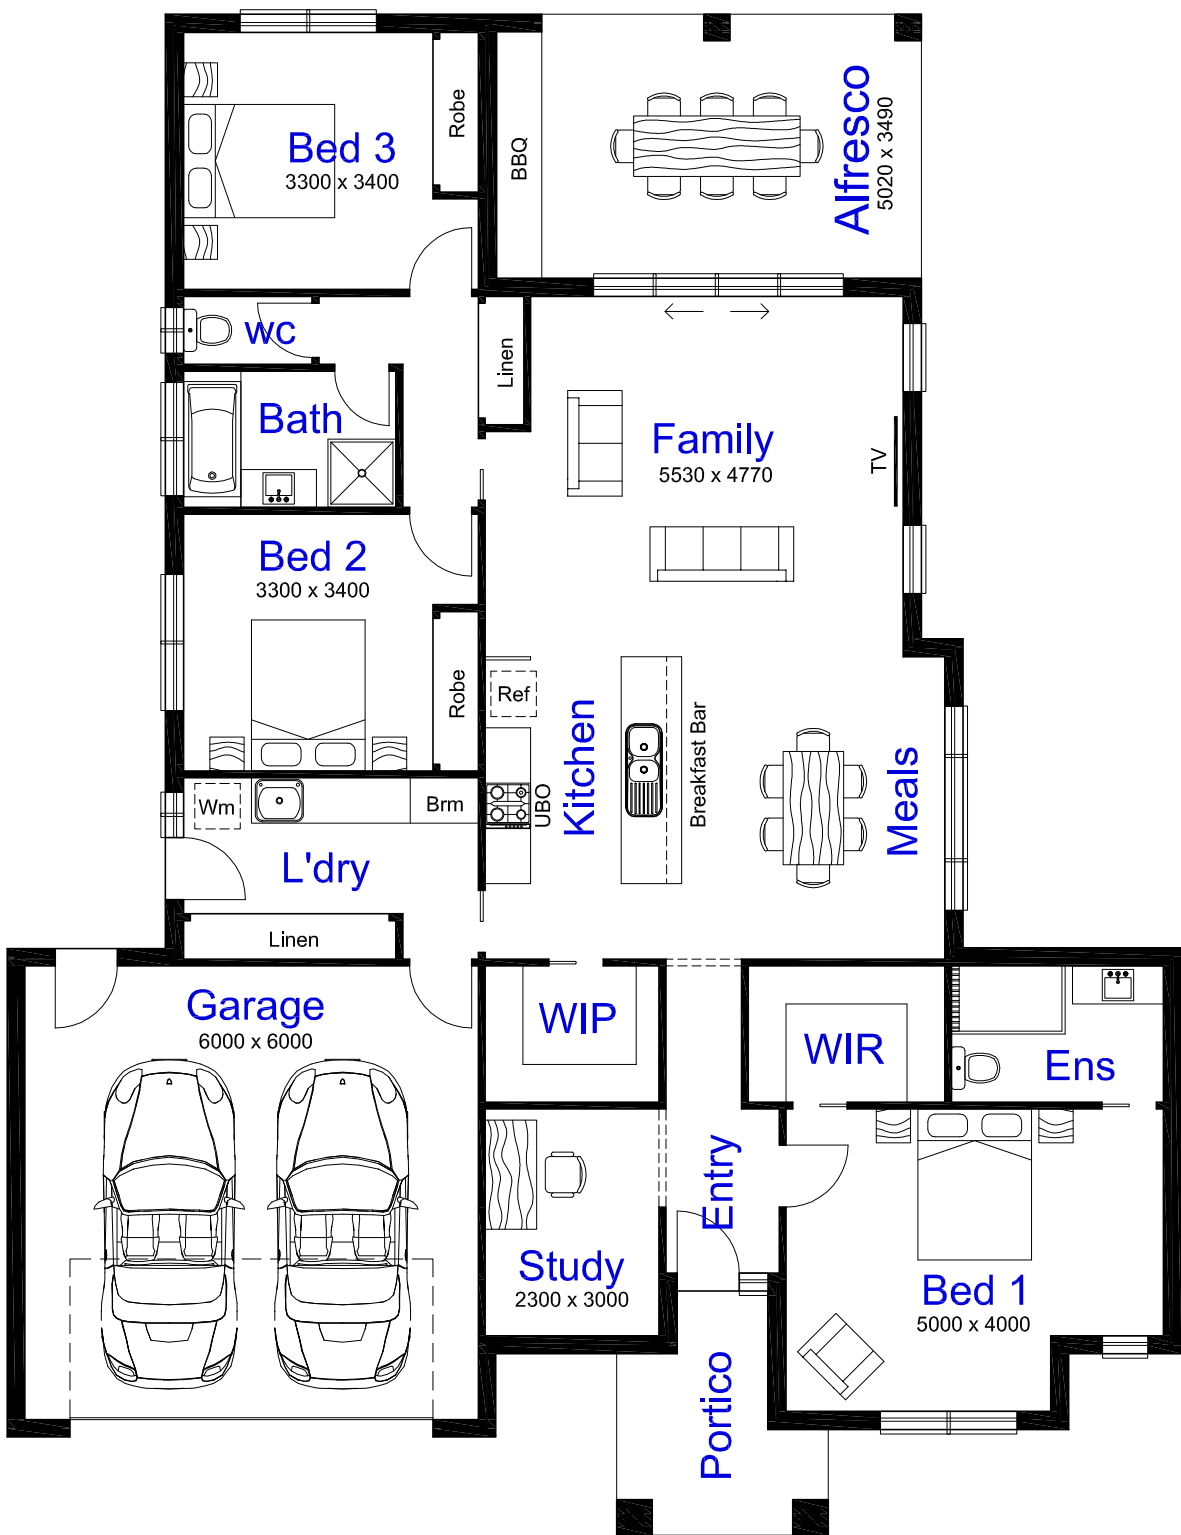 Bed 3
3300 x 3400
Robe
BBQ
Alfresco
5020 x 3490
wc
Linen
Bath
Family
5530 x 4770
TV
Bed 2
3300 x 3400
Robe
Ref
Kitchen
Breakfast Bar
Meals
Wm
Brm
UBO
L'dry
Linen
Garage
6000 x 6000
WIP
WIR
Ens
Entry
Study
2300 x 3000
Bed 1
5000 x 4000
Portico